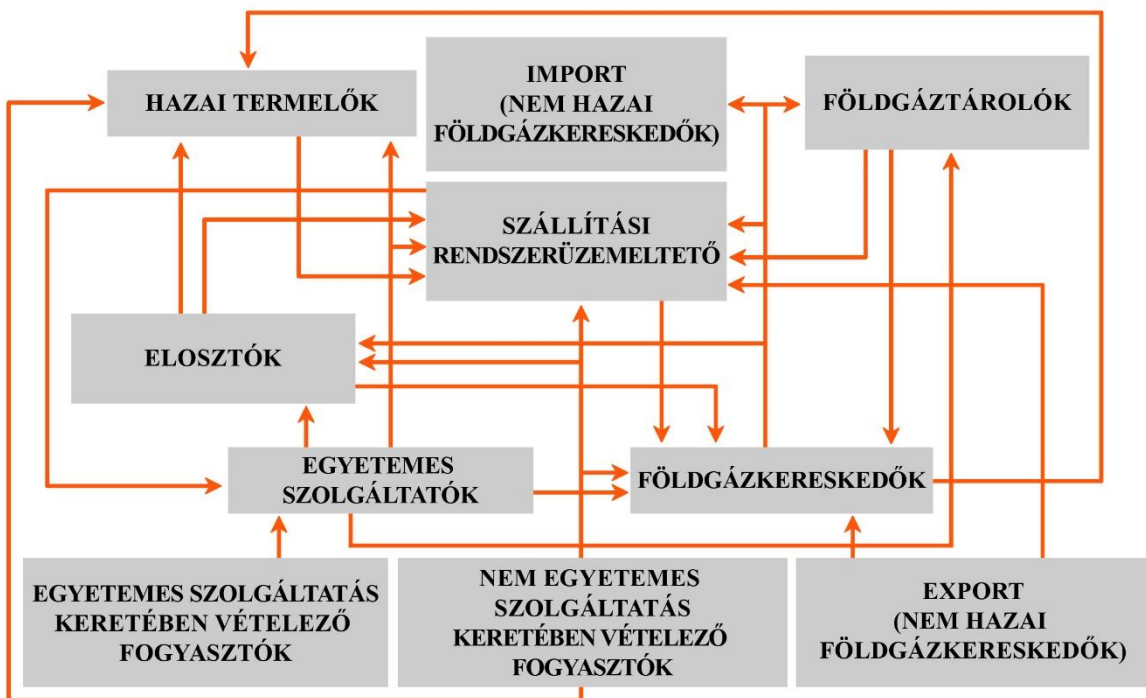 HAZAI TERMELŐK
IMPORT
(NEM HAZAI
FÖLDGÁZKERESKEDŐK)
FÖLDGÁZTÁROLÓK
SZÁLLÍTÁSI
RENDSZERÜZEMELTETŐ
ELOSZTÓK
EGYETEMES
SZOLGÁLTATÓK
FÖLDGÁZKERESKEDŐK
EGYETEMES SZOLGÁLTATÁS
KERETÉBEN VÉTELEZŐ
FOGYASZTÓK
NEM EGYETEMES
SZOLGÁLTATÁS
KERETÉBEN VÉTELEZŐ
FOGYASZTÓK
EXPORT
(NEM HAZAI
FÖLDGÁZKERESKEDŐK)